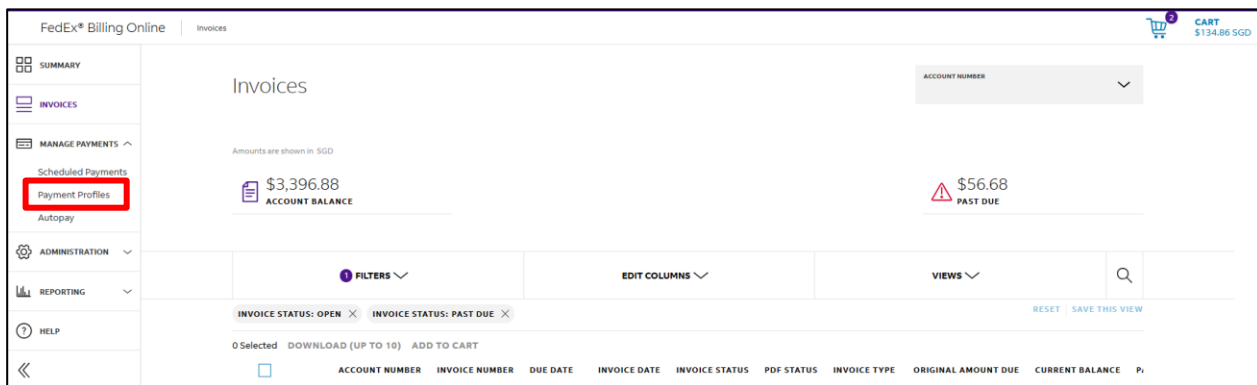 FedEx® Billing Online
Invoices
2
CART
$134.86 SGD
SUMMARY
INVOICES
MANAGE PAYMENTS
Scheduled Payments
Payment Profiles
Autopay
ADMINISTRATION
REPORTING
? HELP
Invoices
ACCOUNT NUMBER
Amounts are shown in SGD
$3,396.88
ACCOUNT BALANCE
$56.68
PAST DUE
1 FILTERS
EDIT COLUMNS
VIEWS
INVOICE STATUS: OPEN X INVOICE STATUS: PAST DUE X
RESET | SAVE THIS VIEW
0 Selected DOWNLOAD (UP TO 10) ADD TO CART
ACCOUNT NUMBER INVOICE NUMBER DUE DATE INVOICE DATE INVOICE STATUS PDF STATUS INVOICE TYPE ORIGINAL AMOUNT DUE CURRENT BALANCE